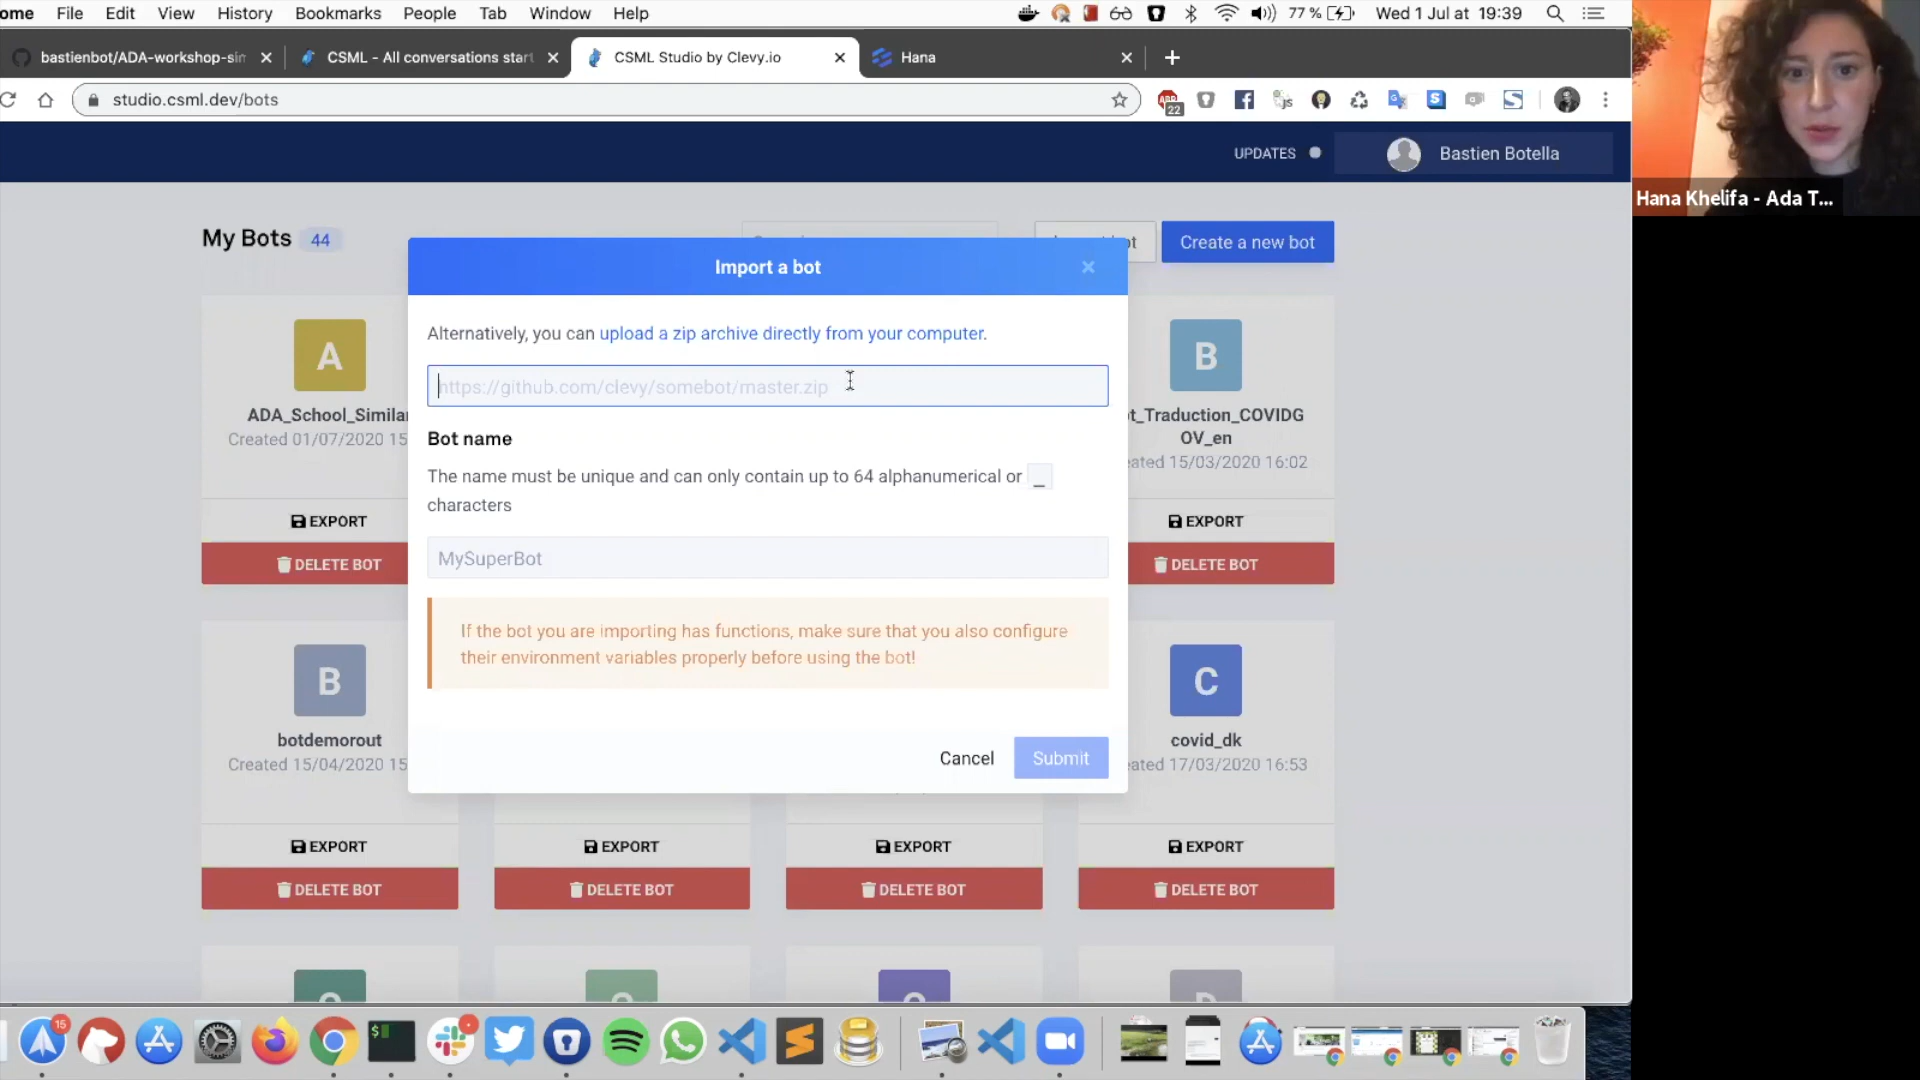 ome File Edit View History Bookmarks People Tab Window Help 77 % Wed 1 Jul at 19:39
bastienbot/ADA-workshop-sim CSML - All conversations start CSML Studio by Clevy.io Hana
studio.csml.dev/bots 22
UPDATES Bastien Botella
Hana Khelifa - Ada T...
My Bots 44 Create a new bot
Import a bot
Alternatively, you can upload a zip archive directly from your computer.
https://github.com/clevy/somebot/master.zip
Bot name
The name must be unique and can only contain up to 64 alphanumerical or _
characters
MySuperBot
If the bot you are importing has functions, make sure that you also configure
their environment variables properly before using the bot!
Cancel Submit
A
ADA_School_Similar
Created 01/07/2020 15
EXPORT
DELETE BOT
B
t_Traduction_COVIDG
OV_en
eated 15/03/2020 16:02
EXPORT
DELETE BOT
B
botdemorout
Created 15/04/2020 15
EXPORT
DELETE BOT
EXPORT
DELETE BOT
EXPORT
DELETE BOT
C
covid_dk
eated 17/03/2020 16:53
EXPORT
DELETE BOT
15